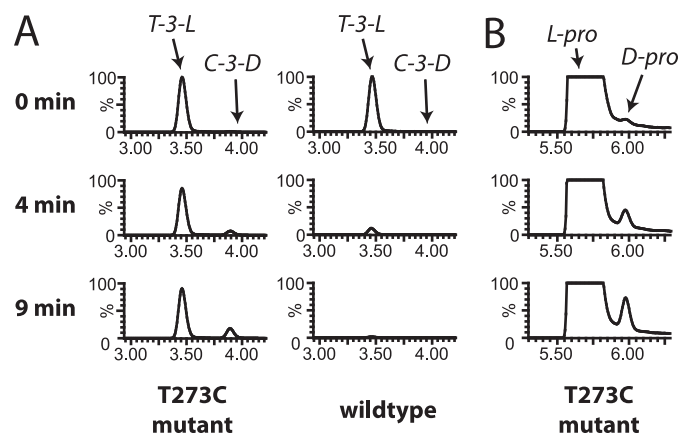 A
T-3-L
C-3-D
T-3-L
C-3-D
B
L-pro
D-pro
0 min
100
%
0
3.00 3.50 4.00
100
%
0
3.00 3.50 4.00
100
%
0
5.50 6.00
4 min
100
%
0
3.00 3.50 4.00
100
%
0
3.00 3.50 4.00
100
%
0
5.50 6.00
9 min
100
%
0
3.00 3.50 4.00
100
%
0
3.00 3.50 4.00
100
%
0
5.50 6.00
T273C
mutant
wildtype
T273C
mutant